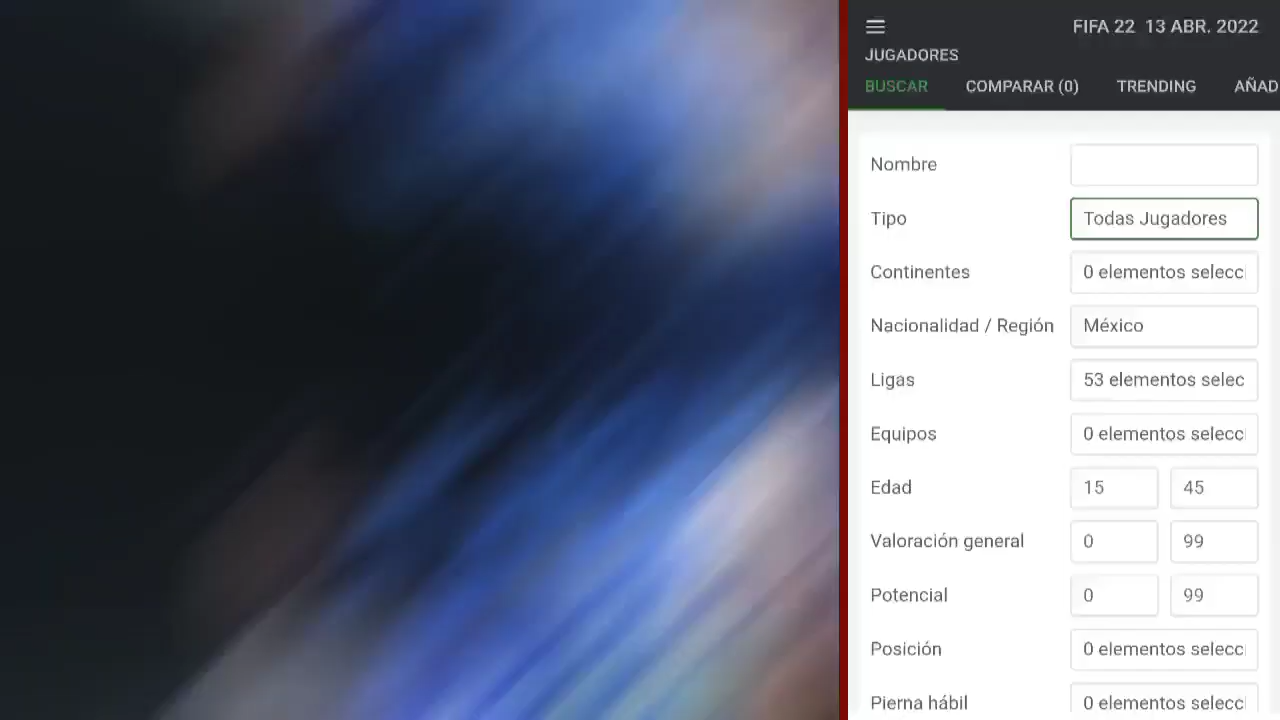 FIFA 22 13 ABR. 2022
JUGADORES
BUSCAR COMPARAR (0) TRENDING AÑAD
Nombre
Tipo Todas Jugadores
Continentes 0 elementos selecc
Nacionalidad / Región México
Ligas 53 elementos selec
Equipos 0 elementos selecc
Edad 15 45
Valoración general 0 99
Potencial 0 99
Posición 0 elementos selecc
Pierna hábil 0 elementos selecc